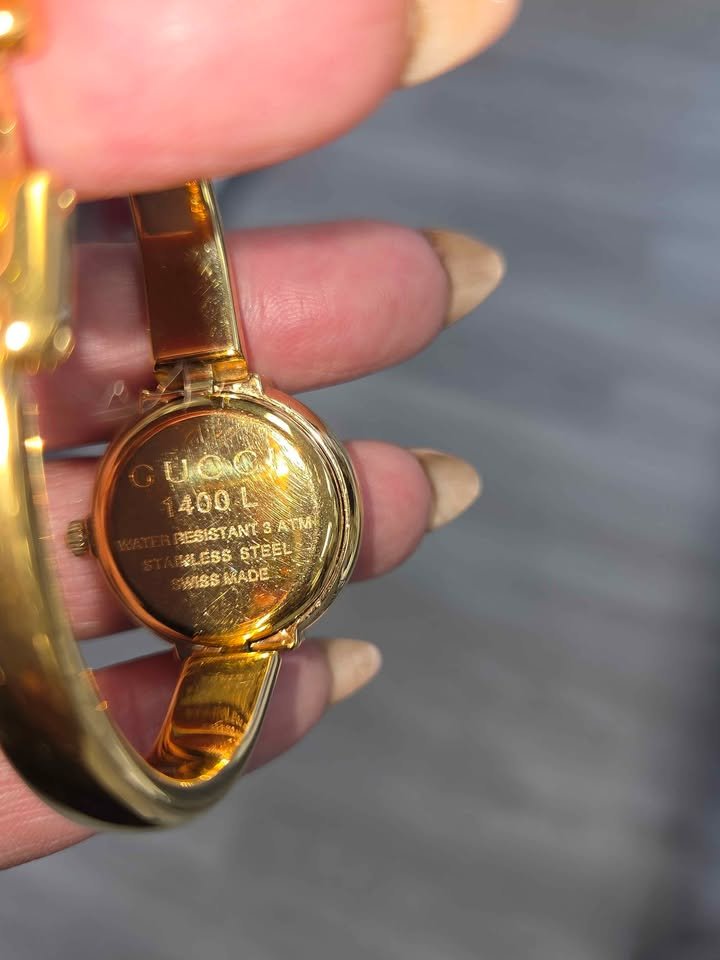 GUCCI
1400 L
WATER RESISTANT 3 ATM
STAINLESS STEEL
SWISS MADE